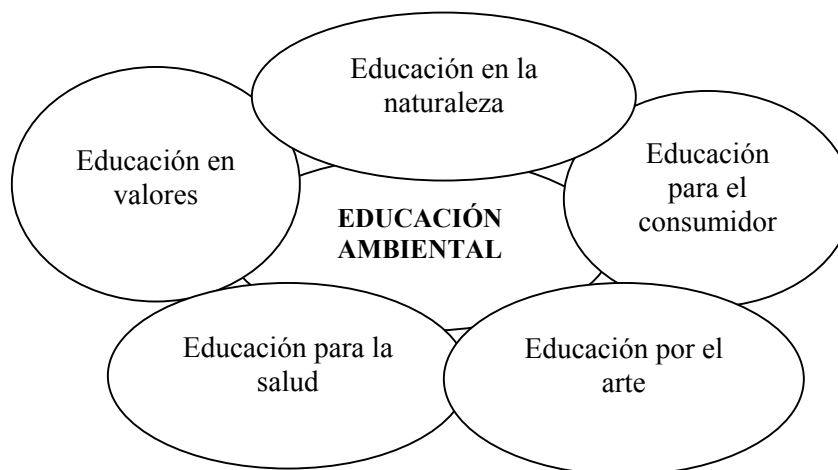 Educación en la
naturaleza
Educación en
valores
Educación
para el
consumidor
EDUCACIÓN
AMBIENTAL
Educación para la
salud
Educación por el
arte